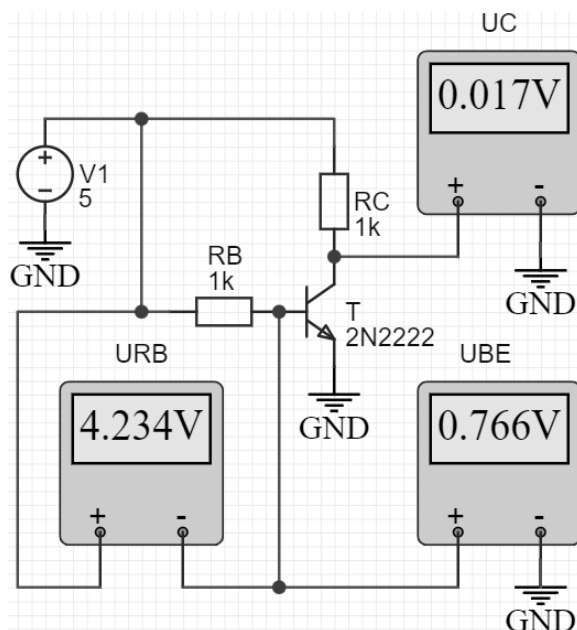 UC
0.017V
+ -
+
−
V1
5
GND
RC
1k
GND
RB
1k
T
2N2222
URB
4.234V
+ -
GND
UBE
0.766V
+ -
GND